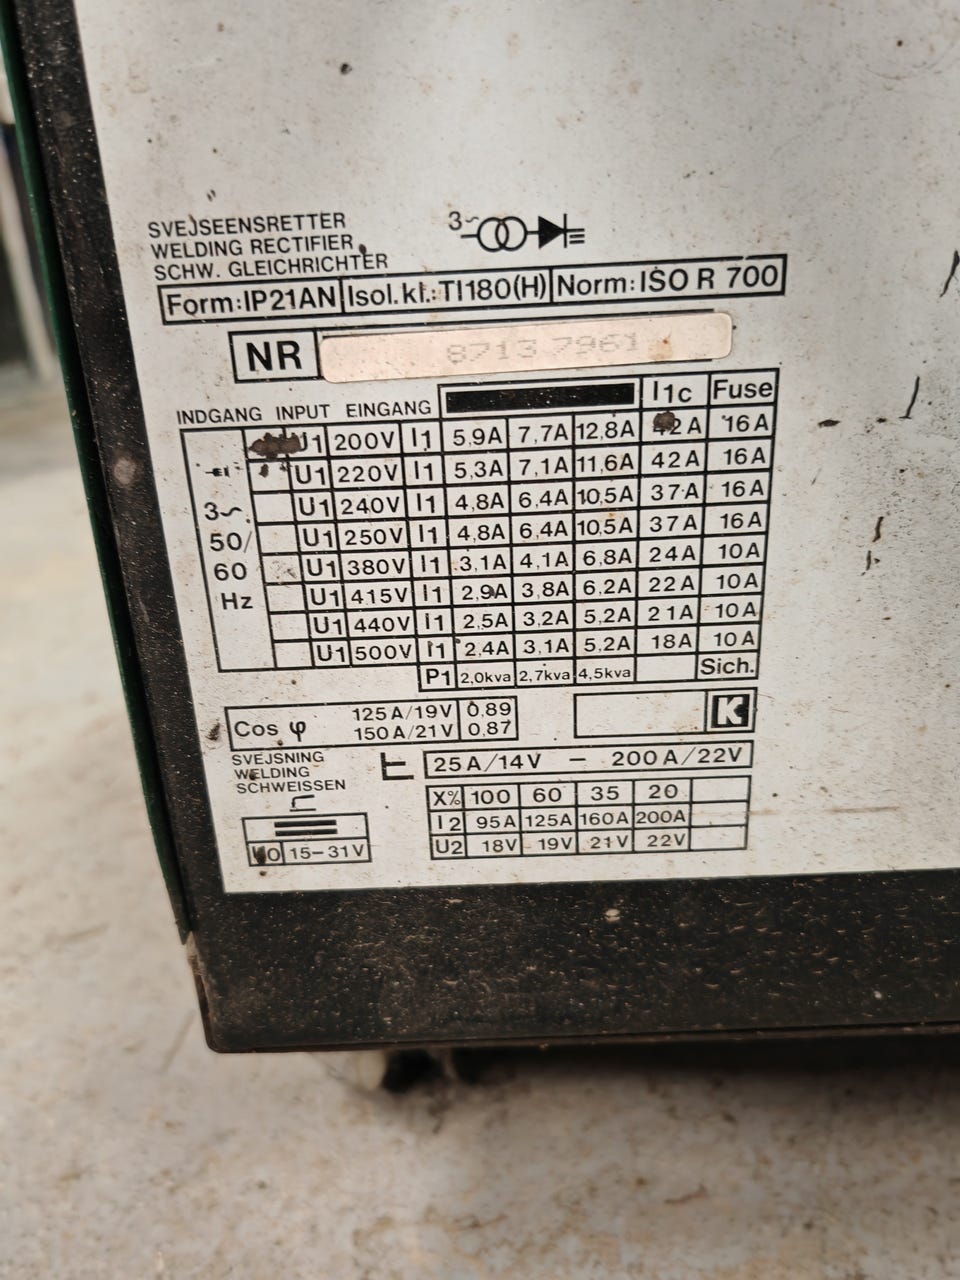 SVEJSEENSRETTER
WELDING RECTIFIER
SCHW. GLEICHRICHTER
3~
Form:IP21AN Isol.kl.:TI180(H) Norm:ISO R 700
NR 8713 7961
INDGANG INPUT EINGANG I1c Fuse
U1 200V I1 5,9A 7,7A 12,8A 42A 16A
U1 220V I1 5,3A 7,1A 11,6A 42A 16A
3~ U1 240V I1 4,8A 6,4A 10,5A 37A 16A
50/ U1 250V I1 4,8A 6,4A 10,5A 37A 16A
60 U1 380V I1 3,1A 4,1A 6,8A 24A 10A
Hz U1 415V I1 2,9A 3,8A 6,2A 22A 10A
U1 440V I1 2,5A 3,2A 5,2A 21A 10A
U1 500V I1 2,4A 3,1A 5,2A 18A 10A
P1 2,0kva 2,7kva 4,5kva Sich.
Cos φ 125A/19V 0,89
150A/21V 0,87
K
SVEJSNING
WELDING
SCHWEISSEN
25A/14V – 200A/22V
X% 100 60 35 20
I2 95A 125A 160A 200A
U2 18V 19V 21V 22V
U0 15–31V